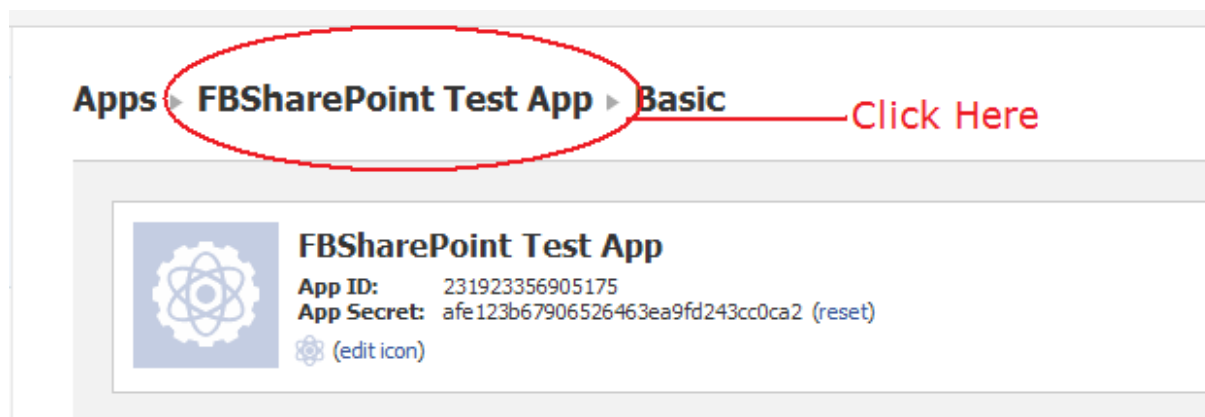 Apps ▸ FBSharePoint Test App ▸ Basic
Click Here
FBSharePoint Test App
App ID: 231923356905175
App Secret: afe123b67906526463ea9fd243cc0ca2 (reset)
(edit icon)